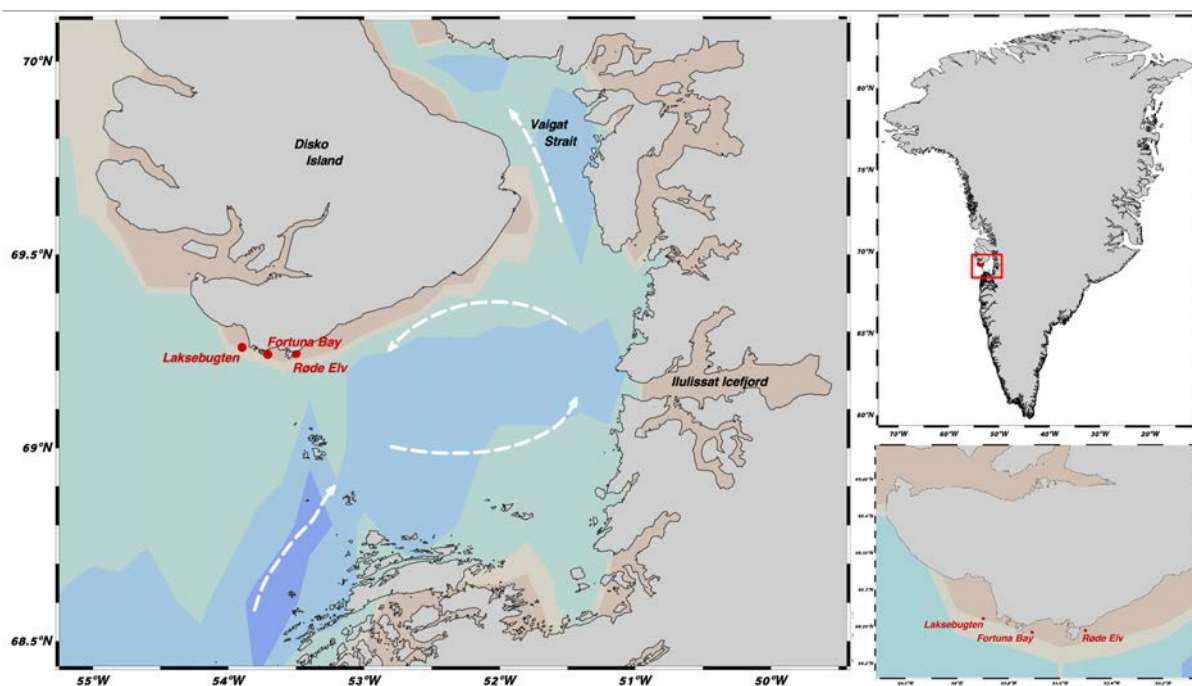 70°N
69.5°N
69°N
68.5°N
55°W
54°W
53°W
52°W
51°W
50°W
Disko
Island
Vaigat
Strait
Fortuna Bay
Laksebugten
Røde Elv
Ilulissat Icefjord
80°N
75°N
70°N
65°N
60°N
70°W
60°W
50°W
40°W
30°W
20°W
Laksebugten
Fortuna Bay
Røde Elv